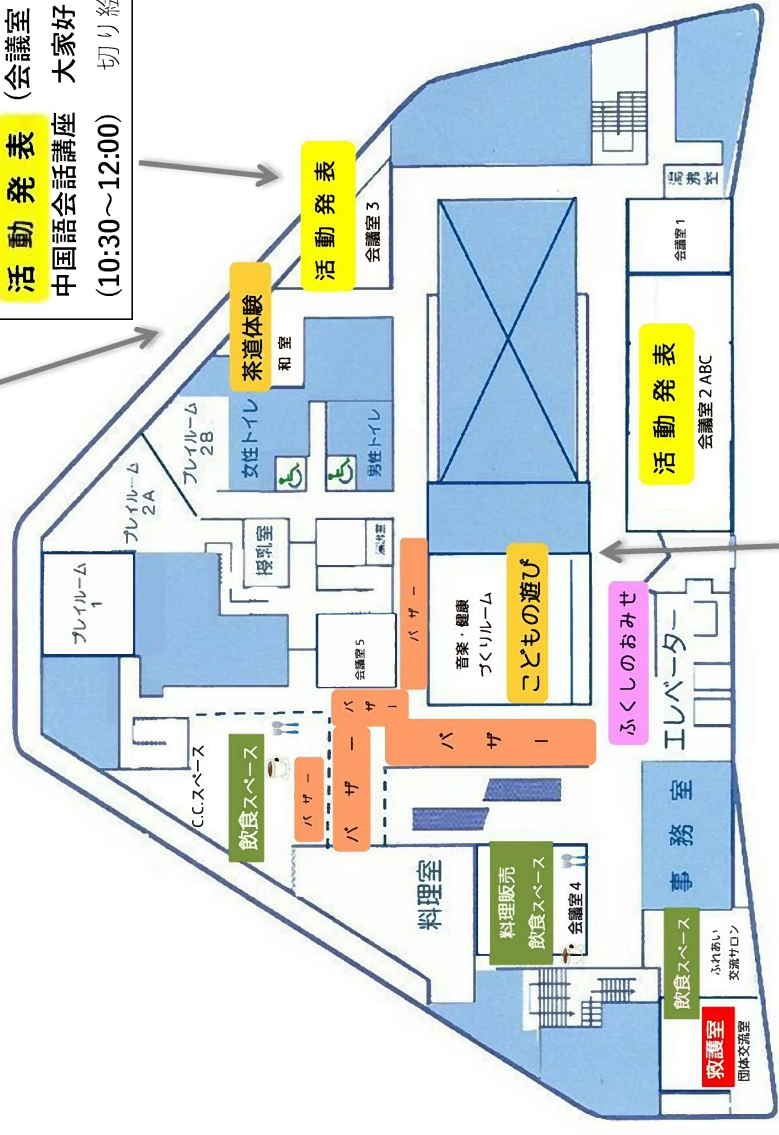 活動発表 (会議室
中国語会話講座 大家好
(10:30～12:00) 切り絵
プレイルーム
1
プレイルーム
2A
プレイルーム
2B
C.C.スペース
飲食スペース
女性トイレ
茶道体験
和室
授乳室
活動発表
会議室3
男性トイレ
会議室5
湯沸室
バザー
バザー
バザー
バザー
バザー
料理室
音楽・健康
づくりルーム
こどもの遊び
料理販売
飲食スペース
会議室4
ふくしのおみせ
エレベーター
事務室
飲食スペース
ふれあい
交流サロン
救護室
団体交流室
活動発表
会議室2 ABC
会議室1
湯沸室